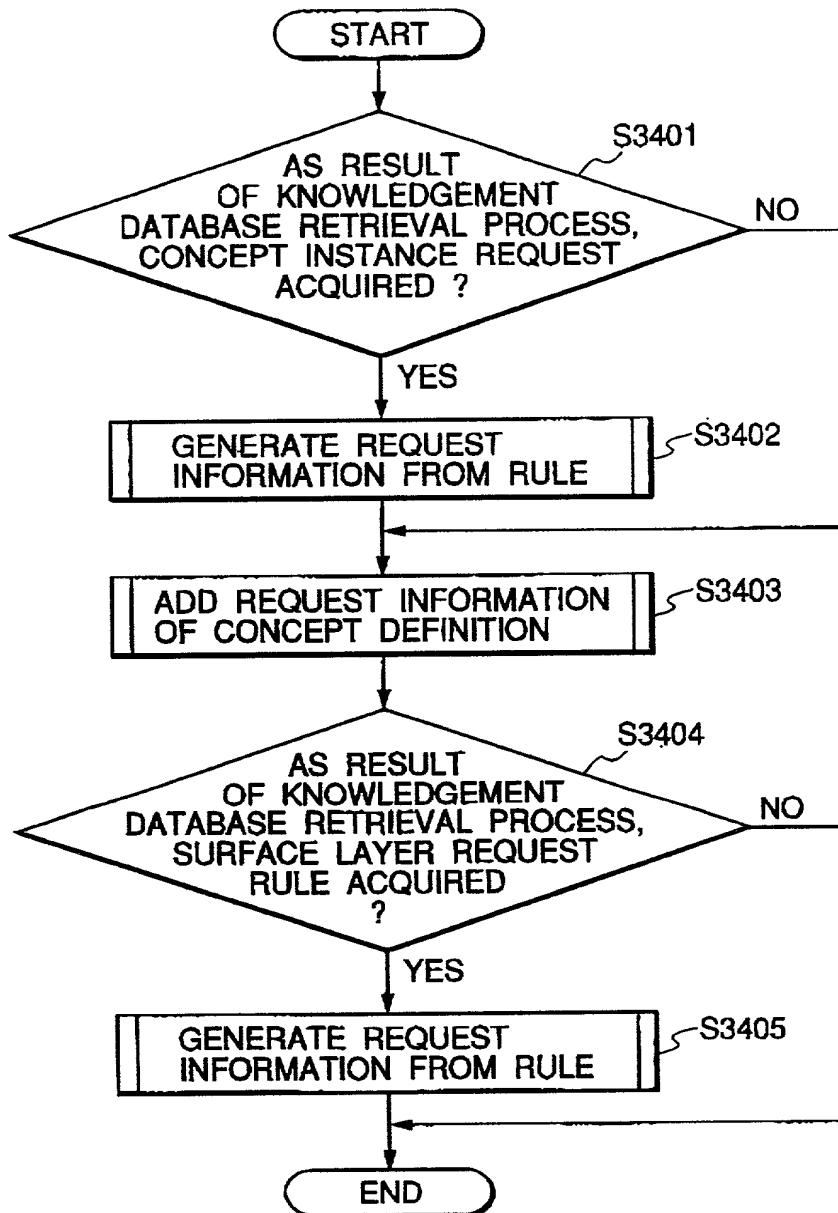 START
S3401
AS RESULT
OF KNOWLEDGEMENT
DATABASE RETRIEVAL PROCESS,
CONCEPT INSTANCE REQUEST
ACQUIRED ?
NO
YES
GENERATE REQUEST
INFORMATION FROM RULE
S3402
ADD REQUEST INFORMATION
OF CONCEPT DEFINITION
S3403
S3404
AS RESULT
OF KNOWLEDGEMENT
DATABASE RETRIEVAL PROCESS,
SURFACE LAYER REQUEST
RULE ACQUIRED
?
NO
YES
GENERATE REQUEST
INFORMATION FROM RULE
S3405
END